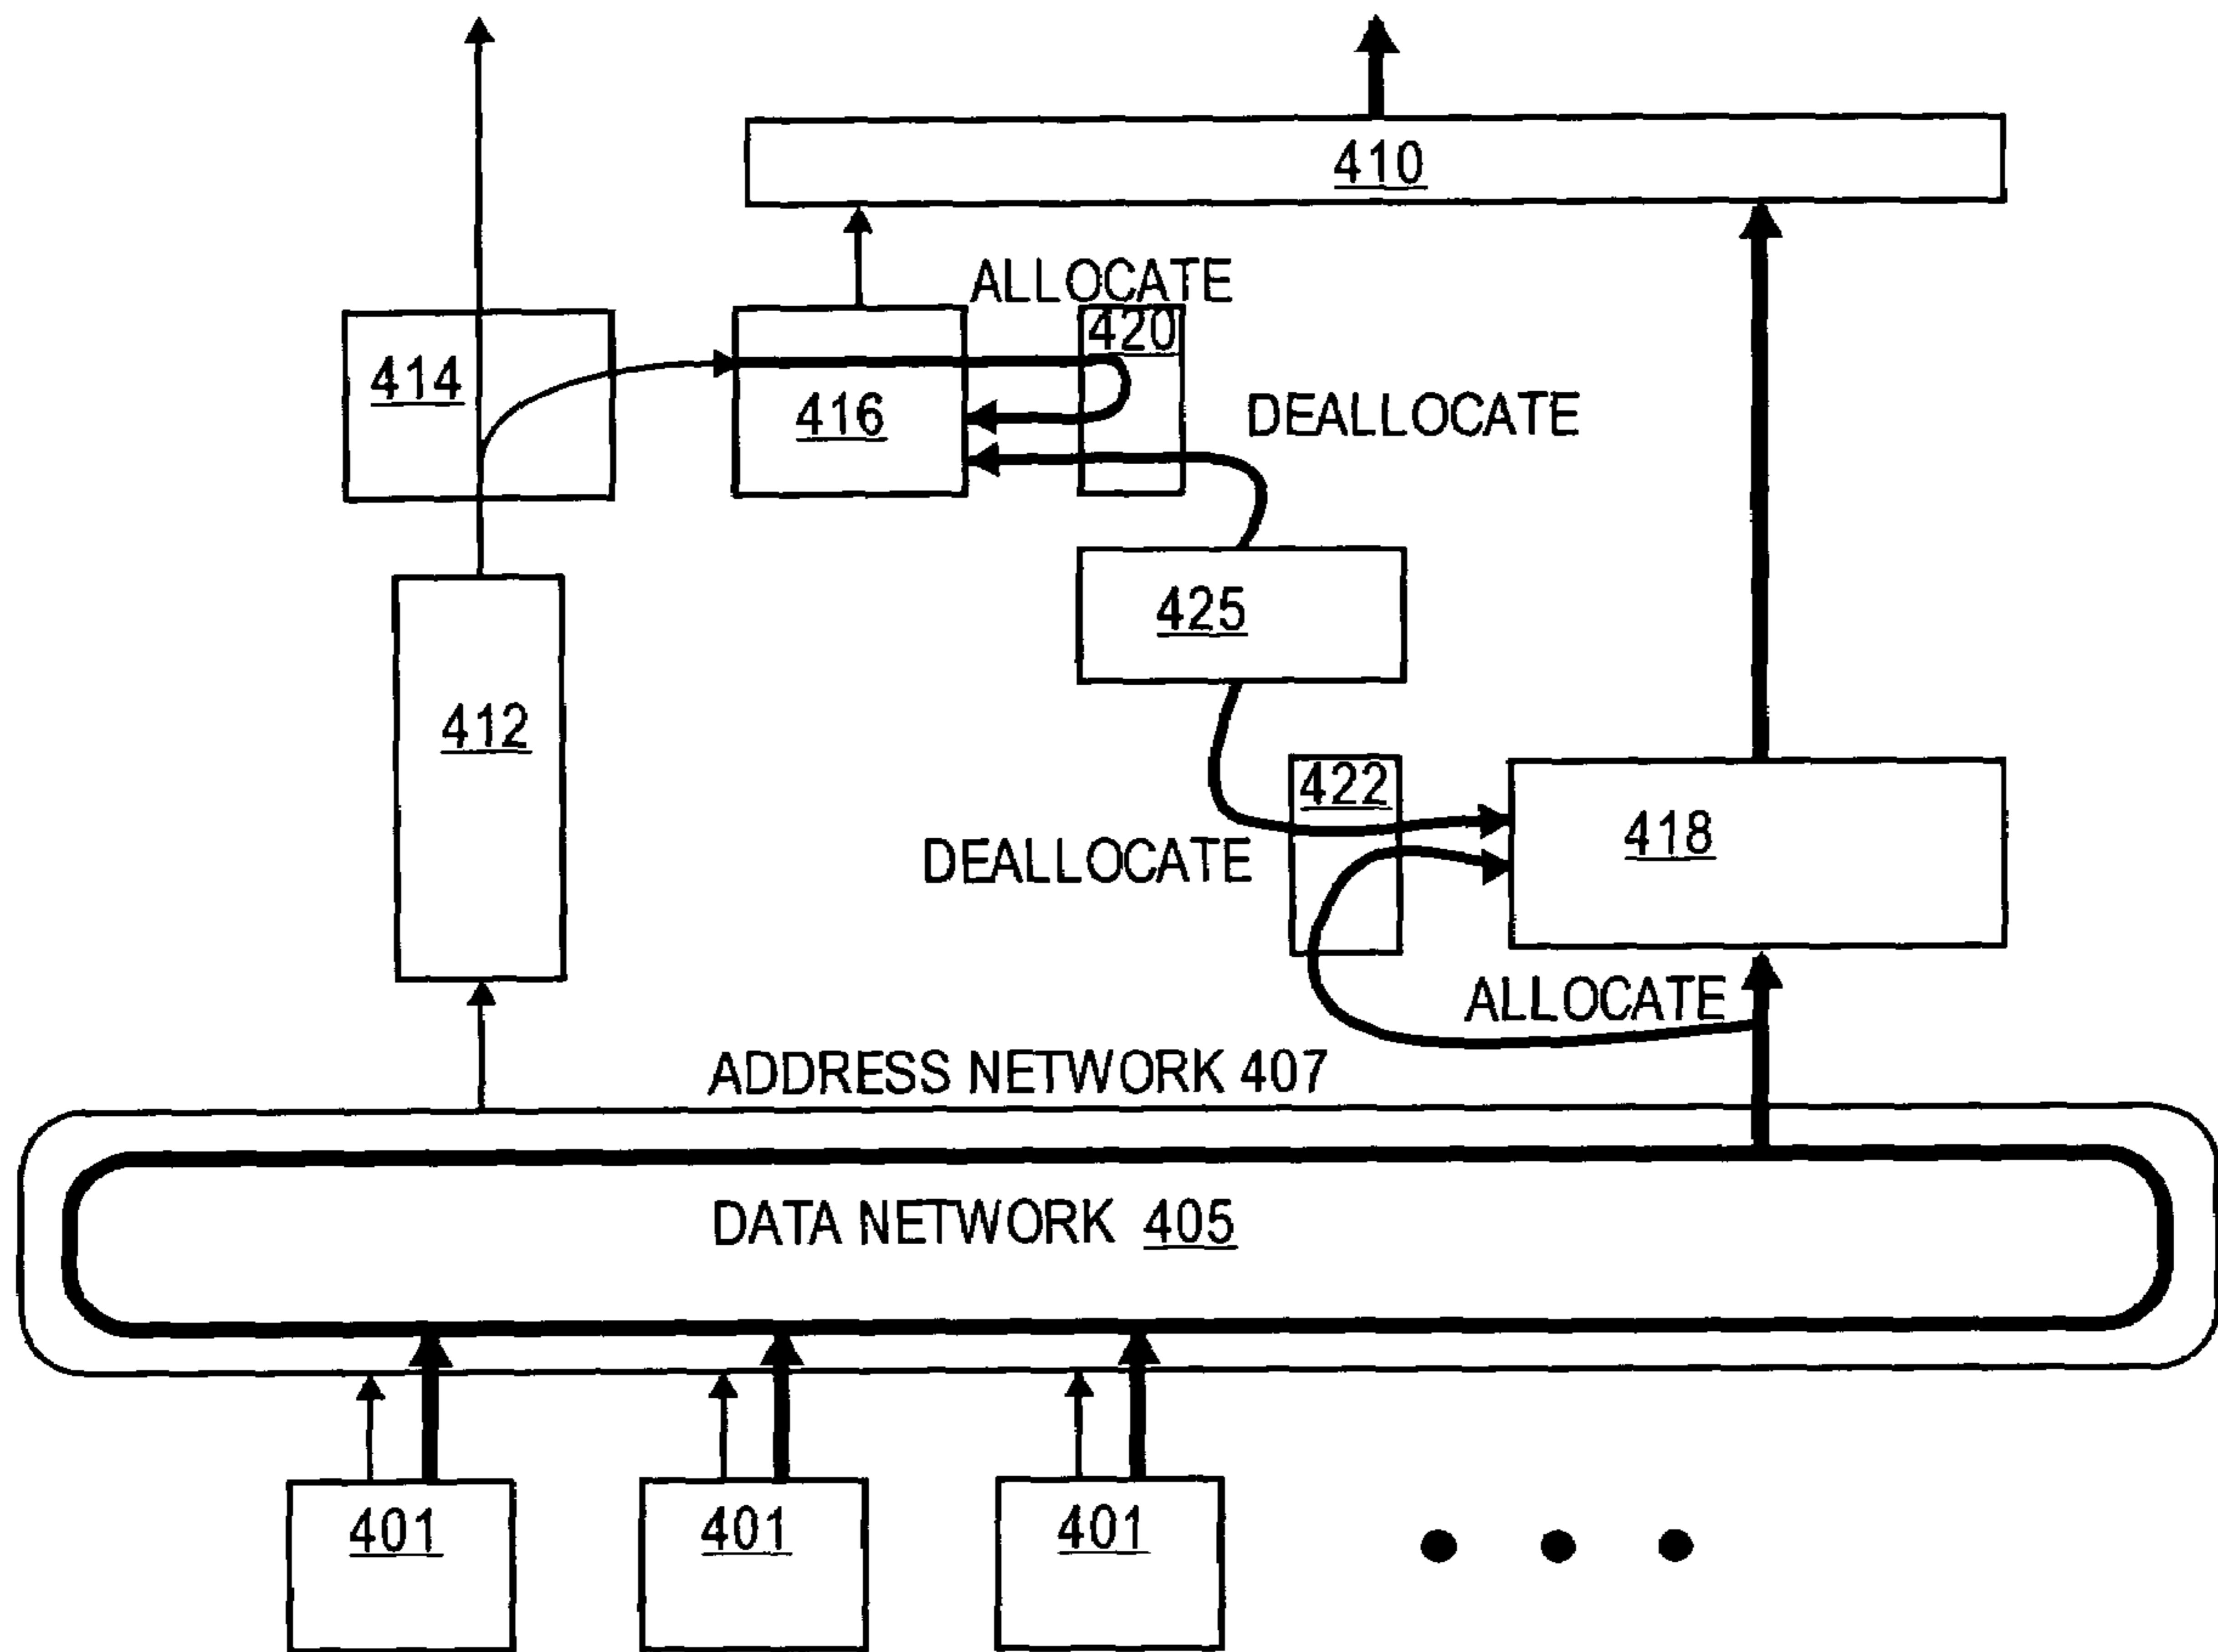 410
ALLOCATE
420
414
416
DEALLOCATE
425
412
422
418
DEALLOCATE
ALLOCATE
ADDRESS NETWORK 407
DATA NETWORK 405
401
401
401